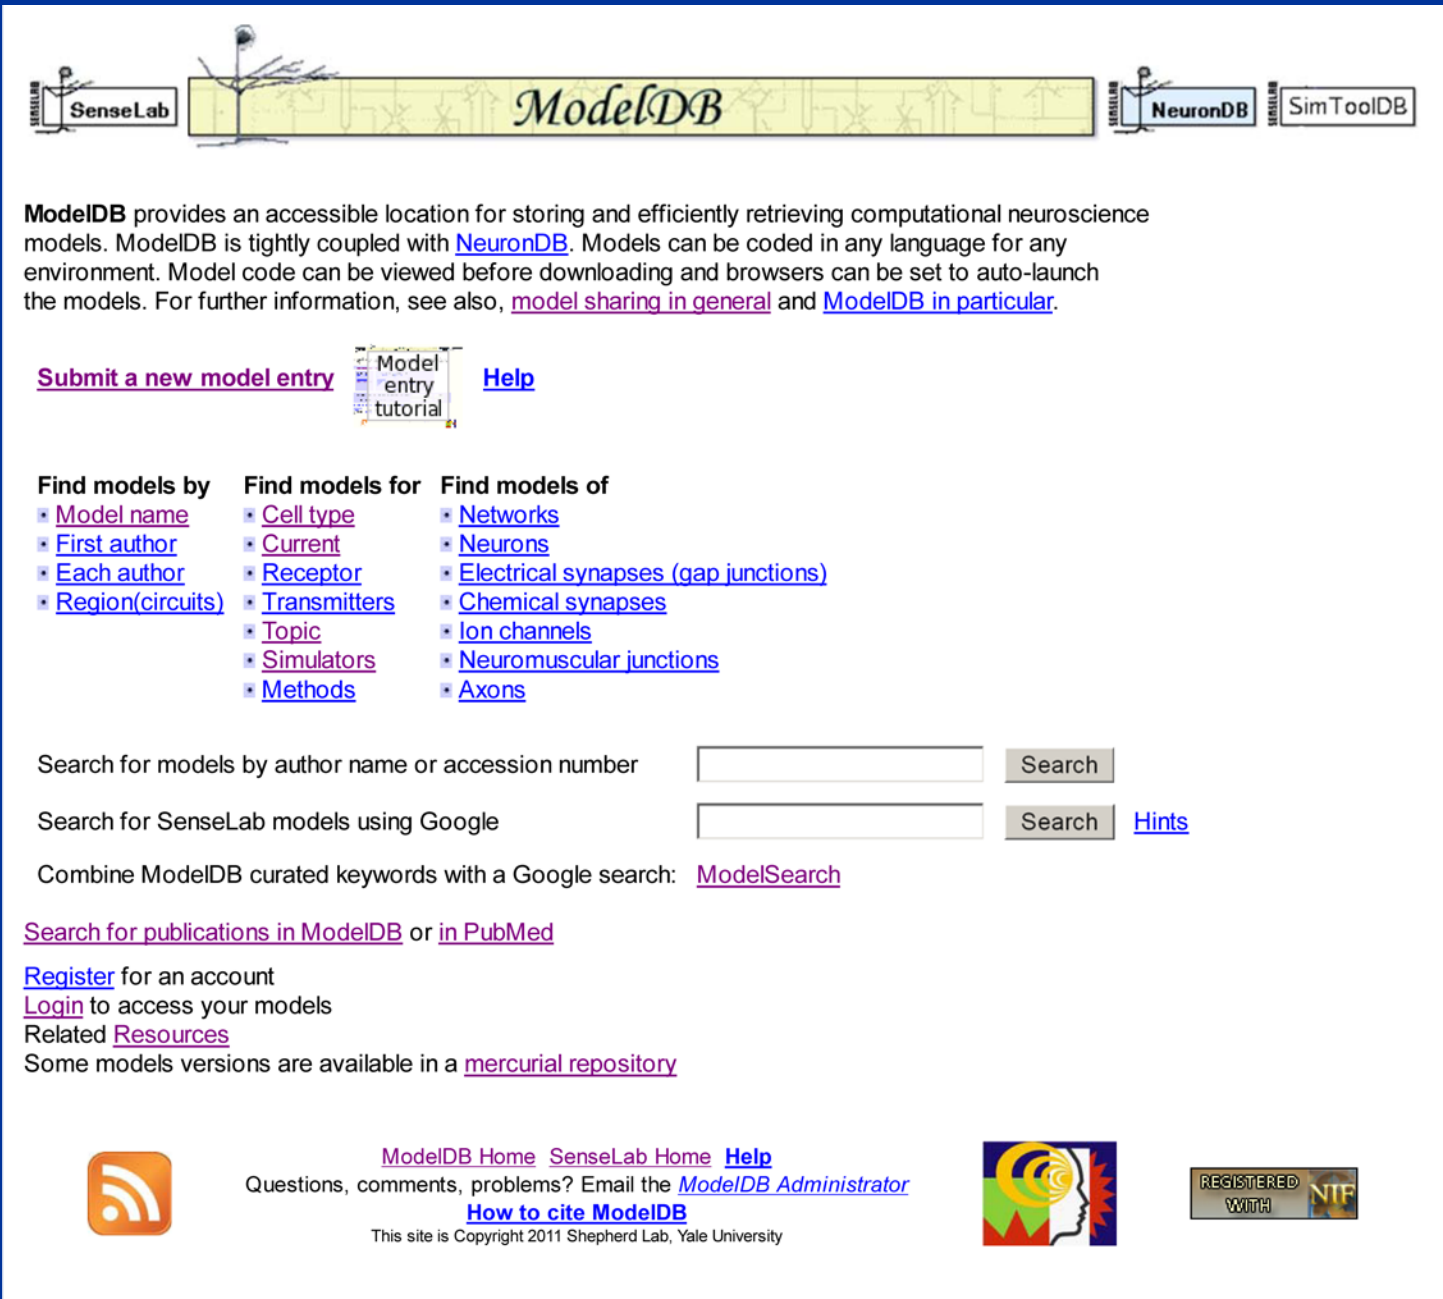 SENSELAB SenseLab ModelDB SENSELAB NeuronDB SENSELAB SimToolDB
ModelDB provides an accessible location for storing and efficiently retrieving computational neuroscience
models. ModelDB is tightly coupled with NeuronDB. Models can be coded in any language for any
environment. Model code can be viewed before downloading and browsers can be set to auto-launch
the models. For further information, see also, model sharing in general and ModelDB in particular.
Submit a new model entry Model entry tutorial Help
Find models by Find models for Find models of
Model name Cell type Networks
First author Current Neurons
Each author Receptor Electrical synapses (gap junctions)
Region(circuits) Transmitters Chemical synapses
Topic Ion channels
Simulators Neuromuscular junctions
Methods Axons
Search for models by author name or accession number Search
Search for SenseLab models using Google Search Hints
Combine ModelDB curated keywords with a Google search: ModelSearch
Search for publications in ModelDB or in PubMed
Register for an account
Login to access your models
Related Resources
Some models versions are available in a mercurial repository
ModelDB Home SenseLab Home Help
Questions, comments, problems? Email the ModelDB Administrator
How to cite ModelDB
This site is Copyright 2011 Shepherd Lab, Yale University
REGISTERED WITH NIF